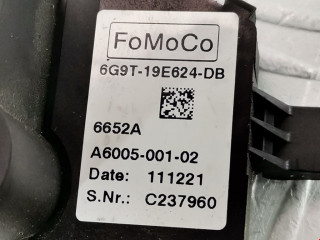 FoMoCo
6G9T-19E624-DB
6652A
A6005-001-02
Date: 111221
S.Nr.: C237960